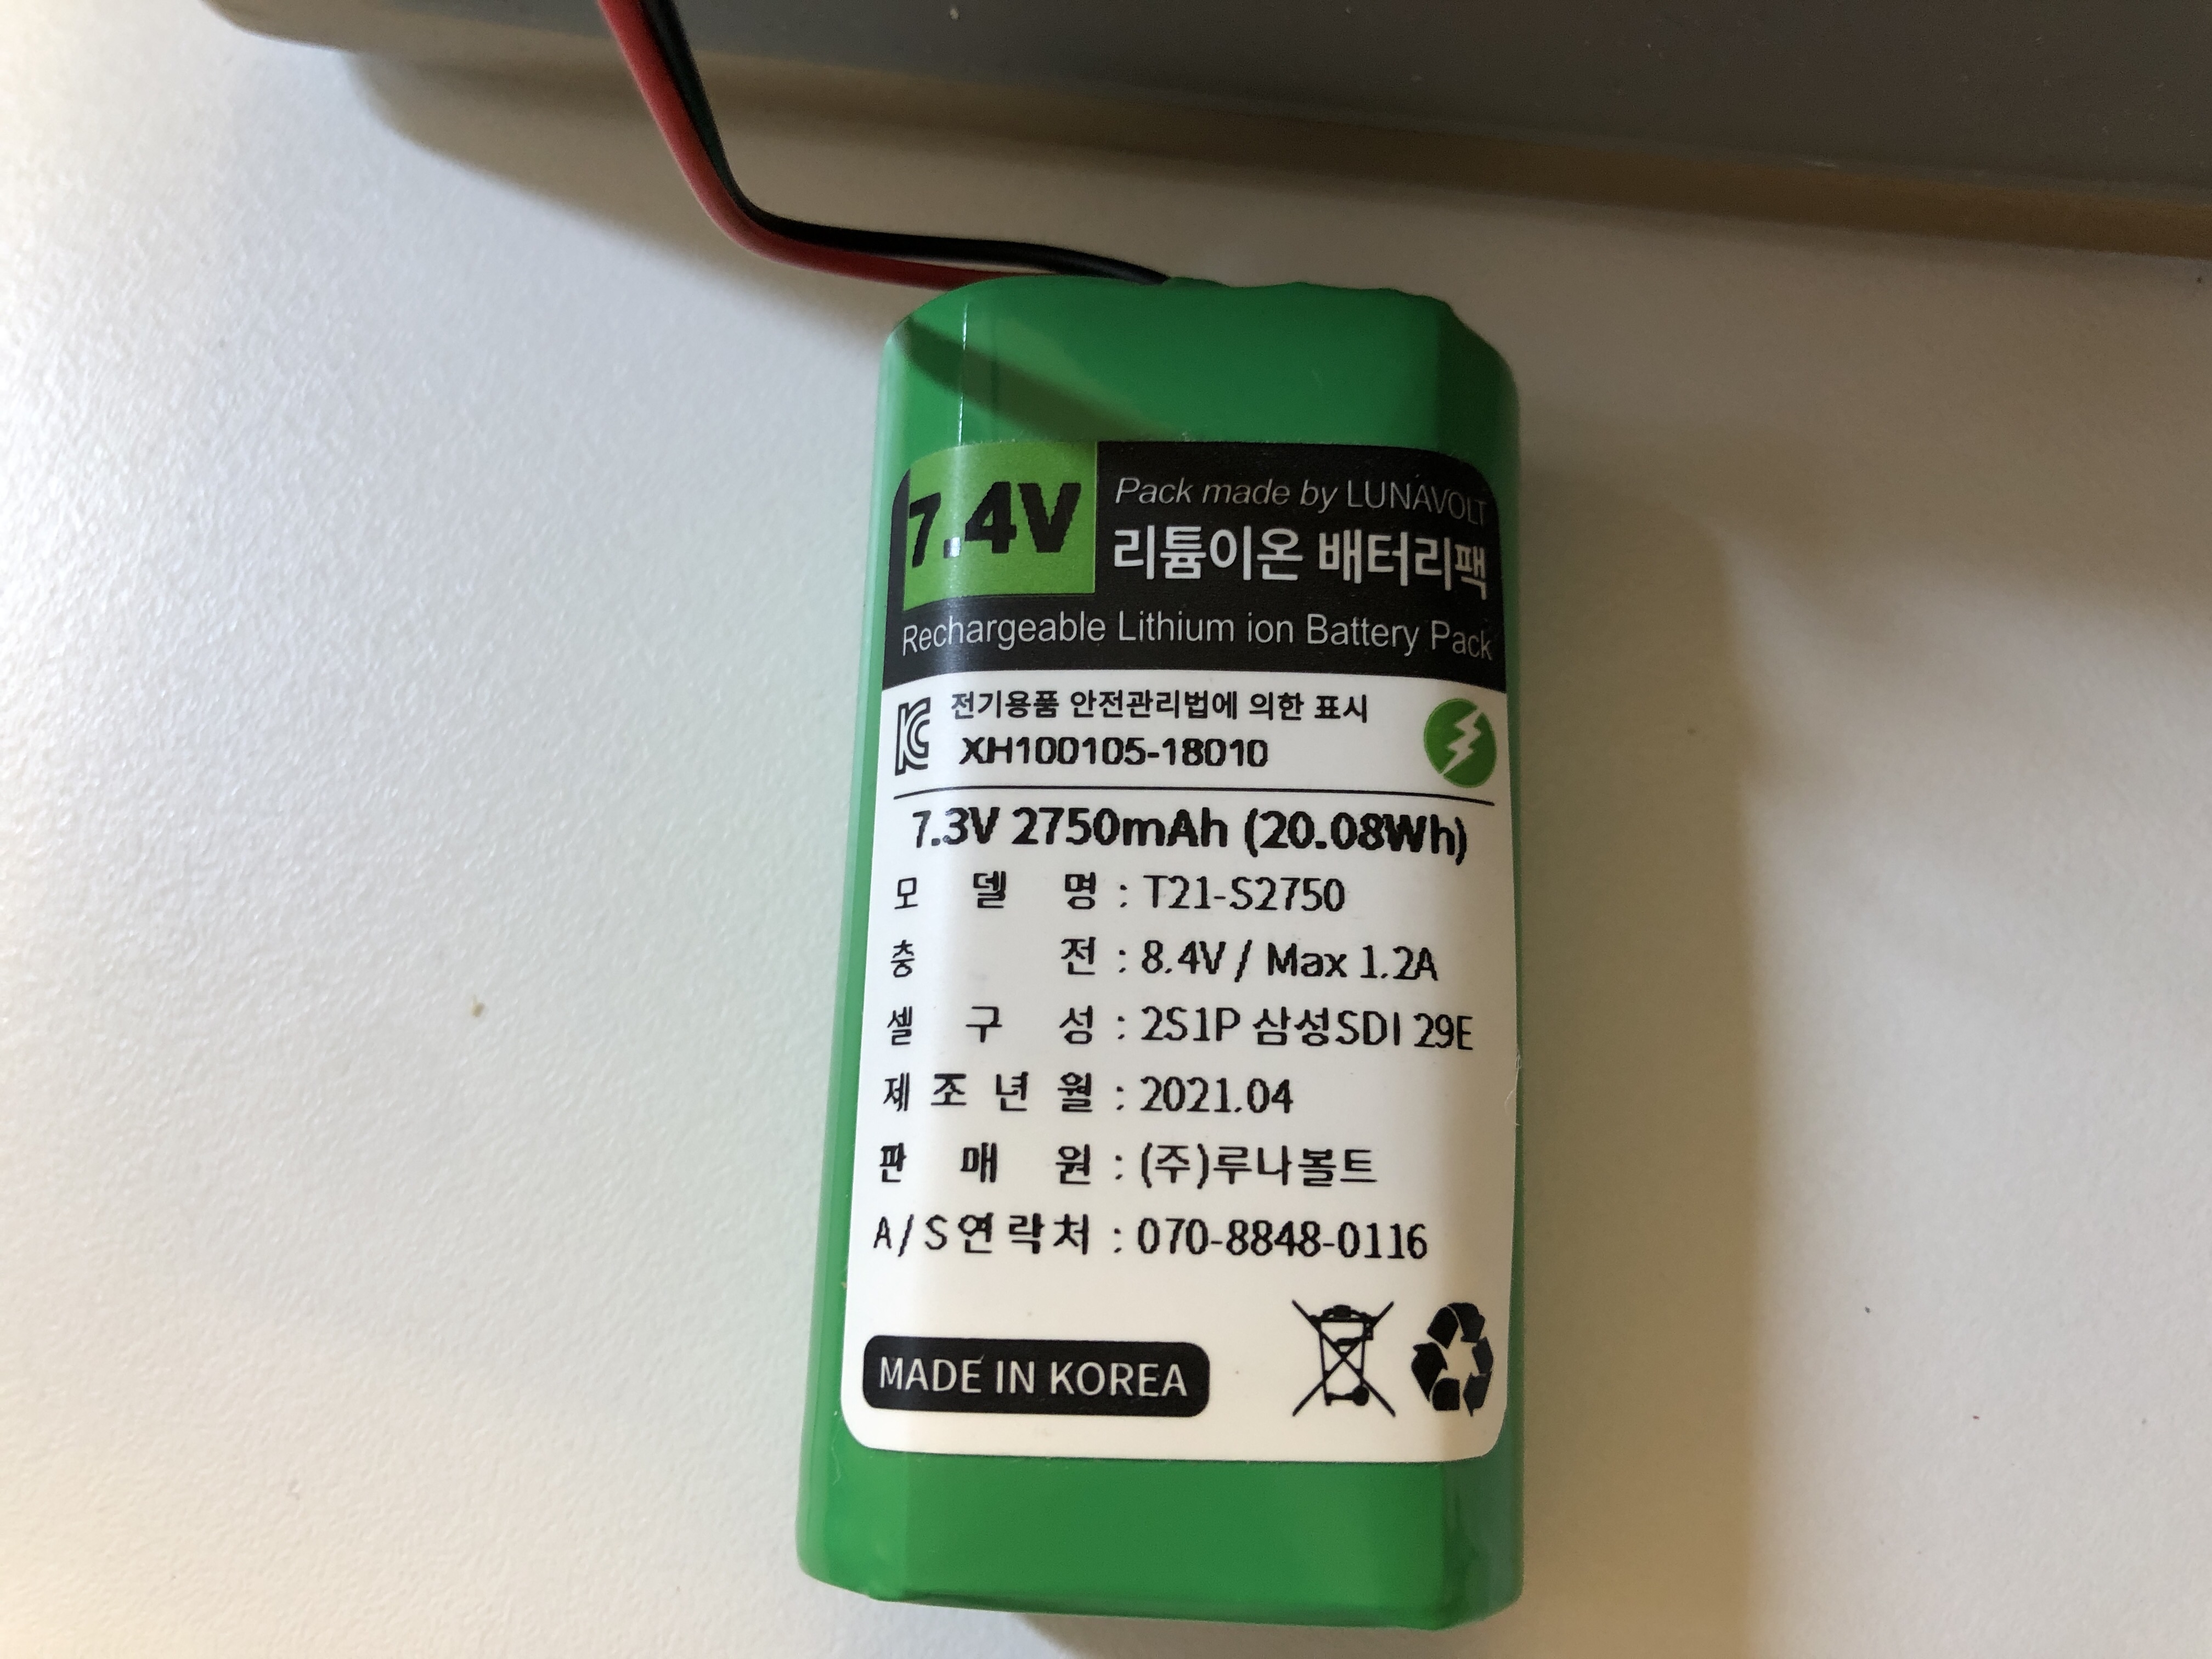 7.4V
Pack made by LUNAVOLT
리튬이온 배터리팩
Rechargeable Lithium ion Battery Pack
전기용품 안전관리법에 의한 표시
XH100105-18010
7.3V 2750mAh (20.08Wh)
모 델 명 : T21-S2750
충 전 : 8.4V / Max 1.2A
셀 구 성 : 2S1P 삼성SDI 29E
제 조 년 월 : 2021.04
판 매 원 : (주)루나볼트
A/S연락처 : 070-8848-0116
MADE IN KOREA